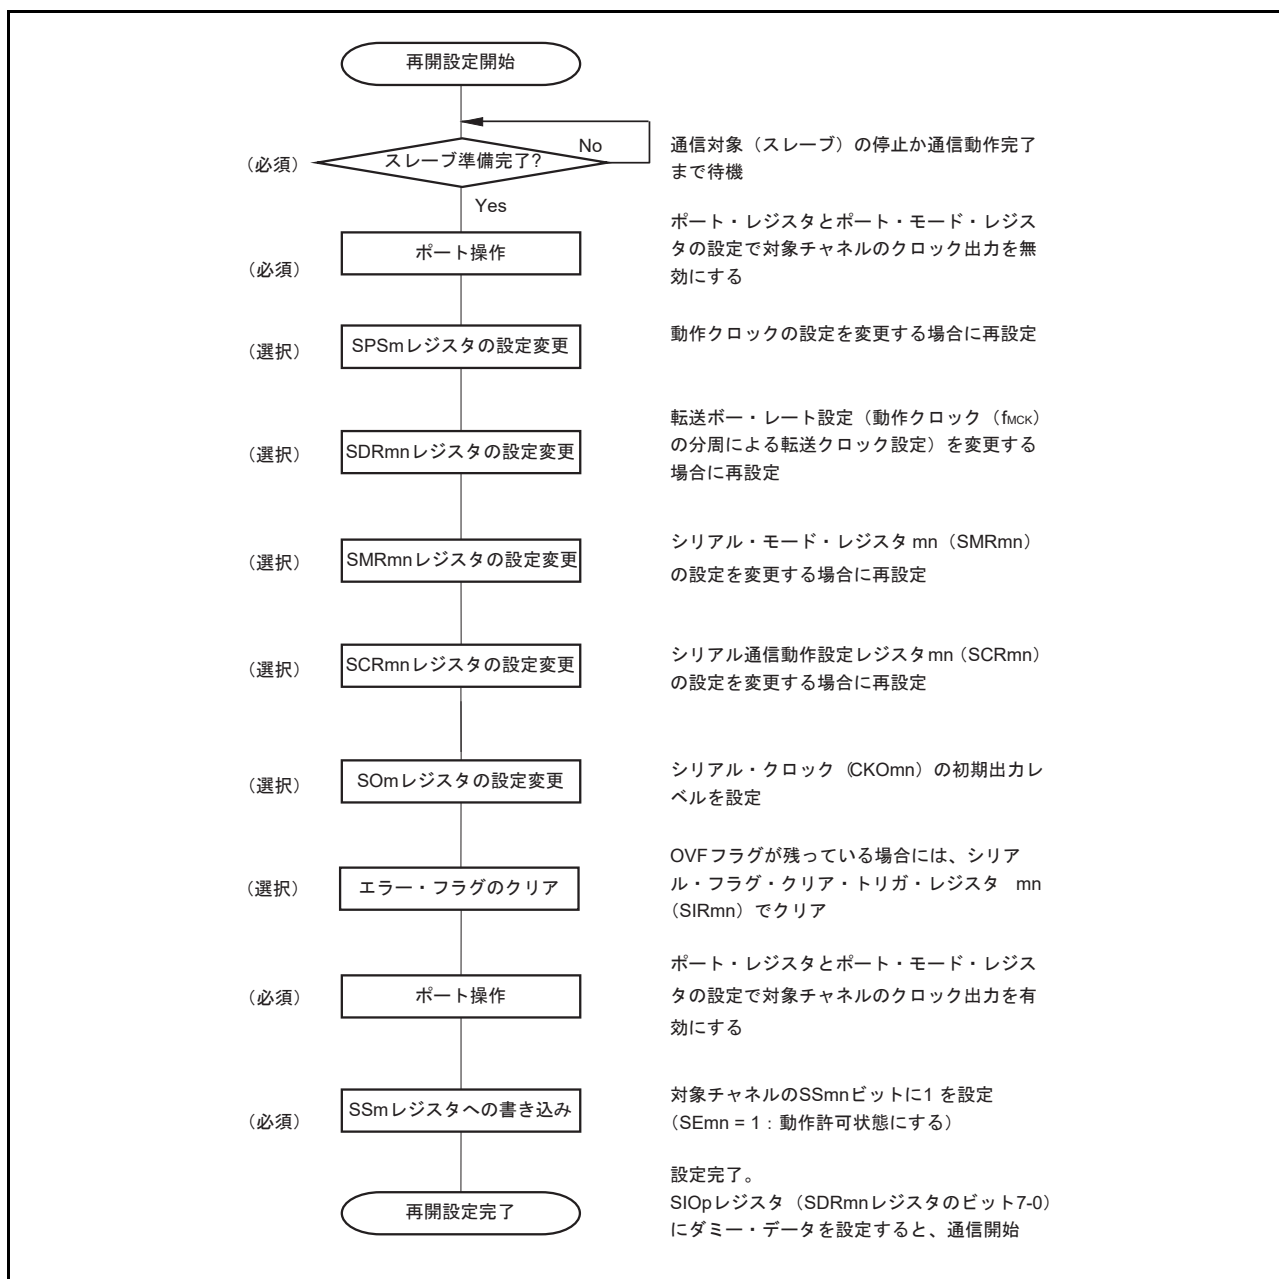 再開設定開始
No
通信対象（スレーブ）の停止か通信動作完了
まで待機
（必須）
スレーブ準備完了?
Yes
ポート操作
（必須）
ポート・レジスタとポート・モード・レジス
タの設定で対象チャネルのクロック出力を無
効にする
（選択）
SPSmレジスタの設定変更
動作クロックの設定を変更する場合に再設定
（選択）
SDRmnレジスタの設定変更
転送ボー・レート設定（動作クロック（fMCK）
の分周による転送クロック設定）を変更する
場合に再設定
（選択）
SMRmnレジスタの設定変更
シリアル・モード・レジスタ mn（SMRmn）
の設定を変更する場合に再設定
（選択）
SCRmnレジスタの設定変更
シリアル通信動作設定レジスタmn（SCRmn）
の設定を変更する場合に再設定
（選択）
SOmレジスタの設定変更
シリアル・クロック（CKOmn）の初期出力レ
ベルを設定
（選択）
エラー・フラグのクリア
OVFフラグが残っている場合には、シリア
ル・フラグ・クリア・トリガ・レジスタ mn
（SIRmn）でクリア
（必須）
ポート操作
ポート・レジスタとポート・モード・レジス
タの設定で対象チャネルのクロック出力を有
効にする
（必須）
SSmレジスタへの書き込み
対象チャネルのSSmnビットに1 を設定
（SEmn = 1：動作許可状態にする）
再開設定完了
設定完了。
SIOpレジスタ（SDRmnレジスタのビット7-0）
にダミー・データを設定すると、通信開始